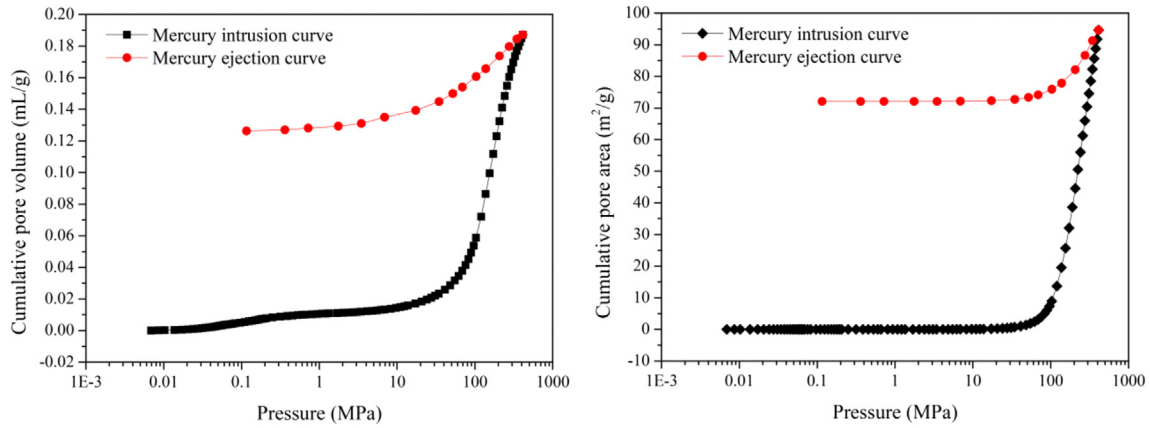 Mercury intrusion curve
Mercury ejection curve
Cumulative pore volume (mL/g)
0.20
0.18
0.16
0.14
0.12
0.10
0.08
0.06
0.04
0.02
0.00
-0.02
1E-3 0.01 0.1 1 10 100 1000
Pressure (MPa)
Mercury intrusion curve
Mercury ejection curve
Cumulative pore area (m²/g)
100
90
80
70
60
50
40
30
20
10
0
-10
1E-3 0.01 0.1 1 10 100 1000
Pressure (MPa)